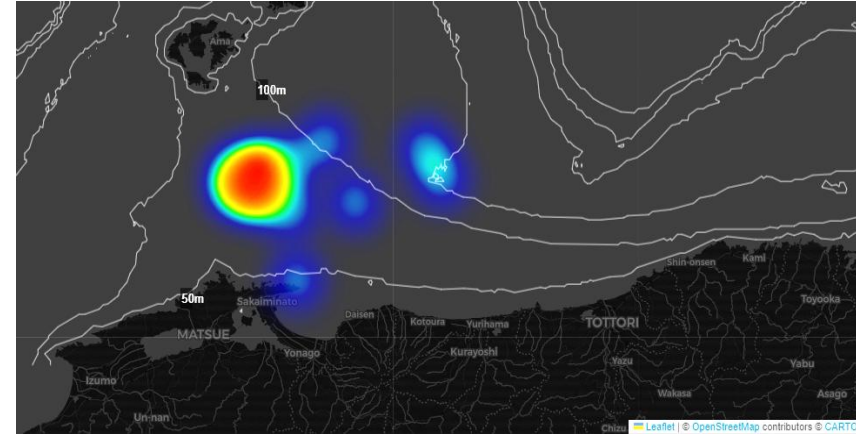 Ama
100m
Shin-onsen
Kami
50m
Sakaiminato
Toyooka
Daisen
Kotoura
Yurihama
TOTTORI
MATSUE
Yonago
Kurayoshi
Yazu
Yabu
Izumo
Wakasa
Asago
Un-nan
Chizu
Leaflet | © OpenStreetMap contributors © CARTO